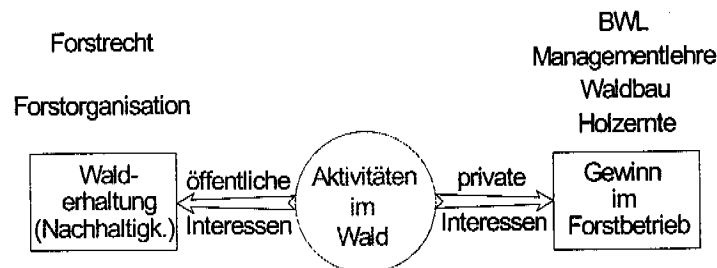 Forstrecht
Forstorganisation
BWL
Managementlehre
Waldbau
Holzernte
Wald-
erhaltung
(Nachhaltigk.)
öffentliche
Interessen
Aktivitäten
im
Wald
private
Interessen
Gewinn
im
Forstbetrieb